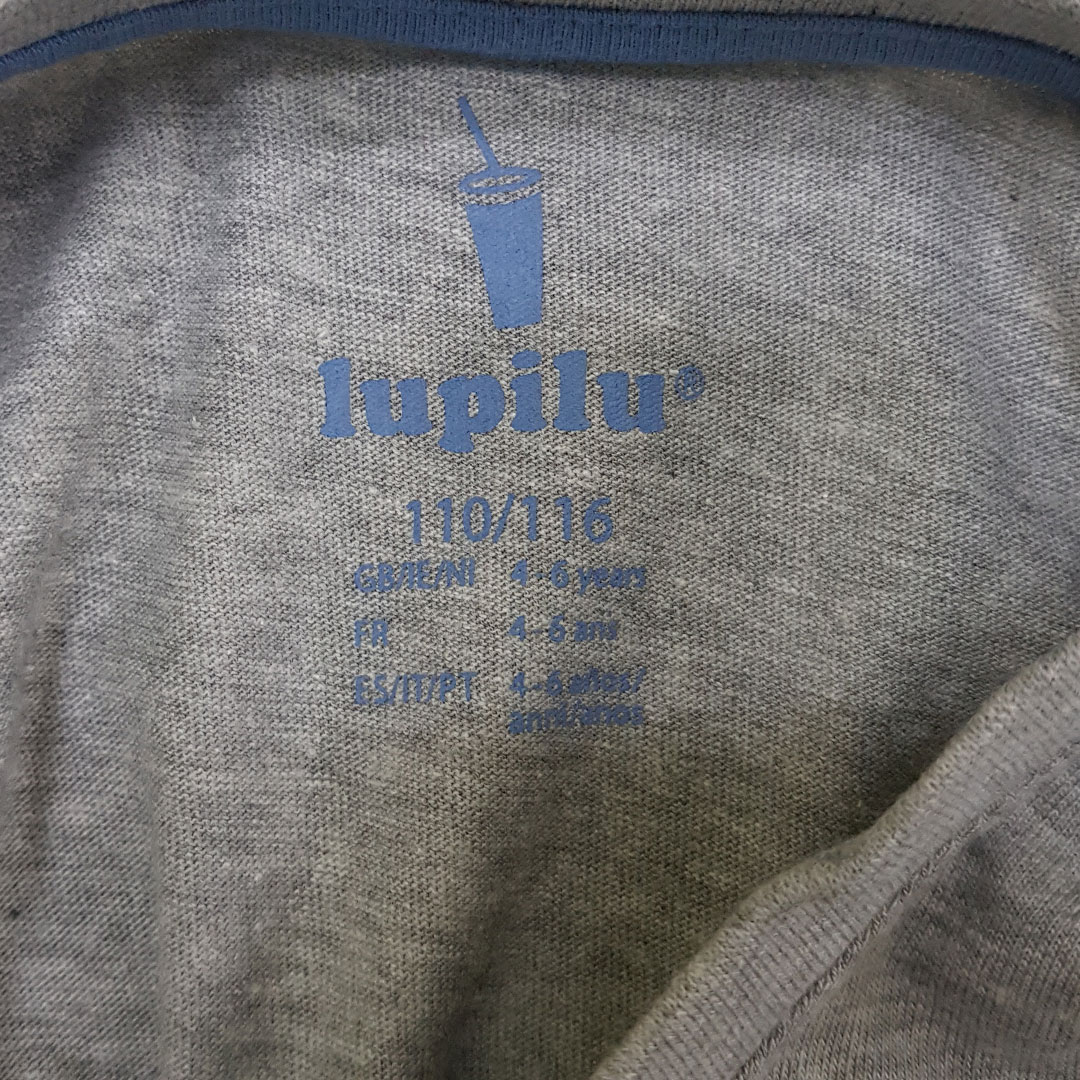 lupilu®
110/116
GB/IE/NI 4-6 years
FR 4-6 ans
ES/IT/PT 4-6 años/
anni/anos